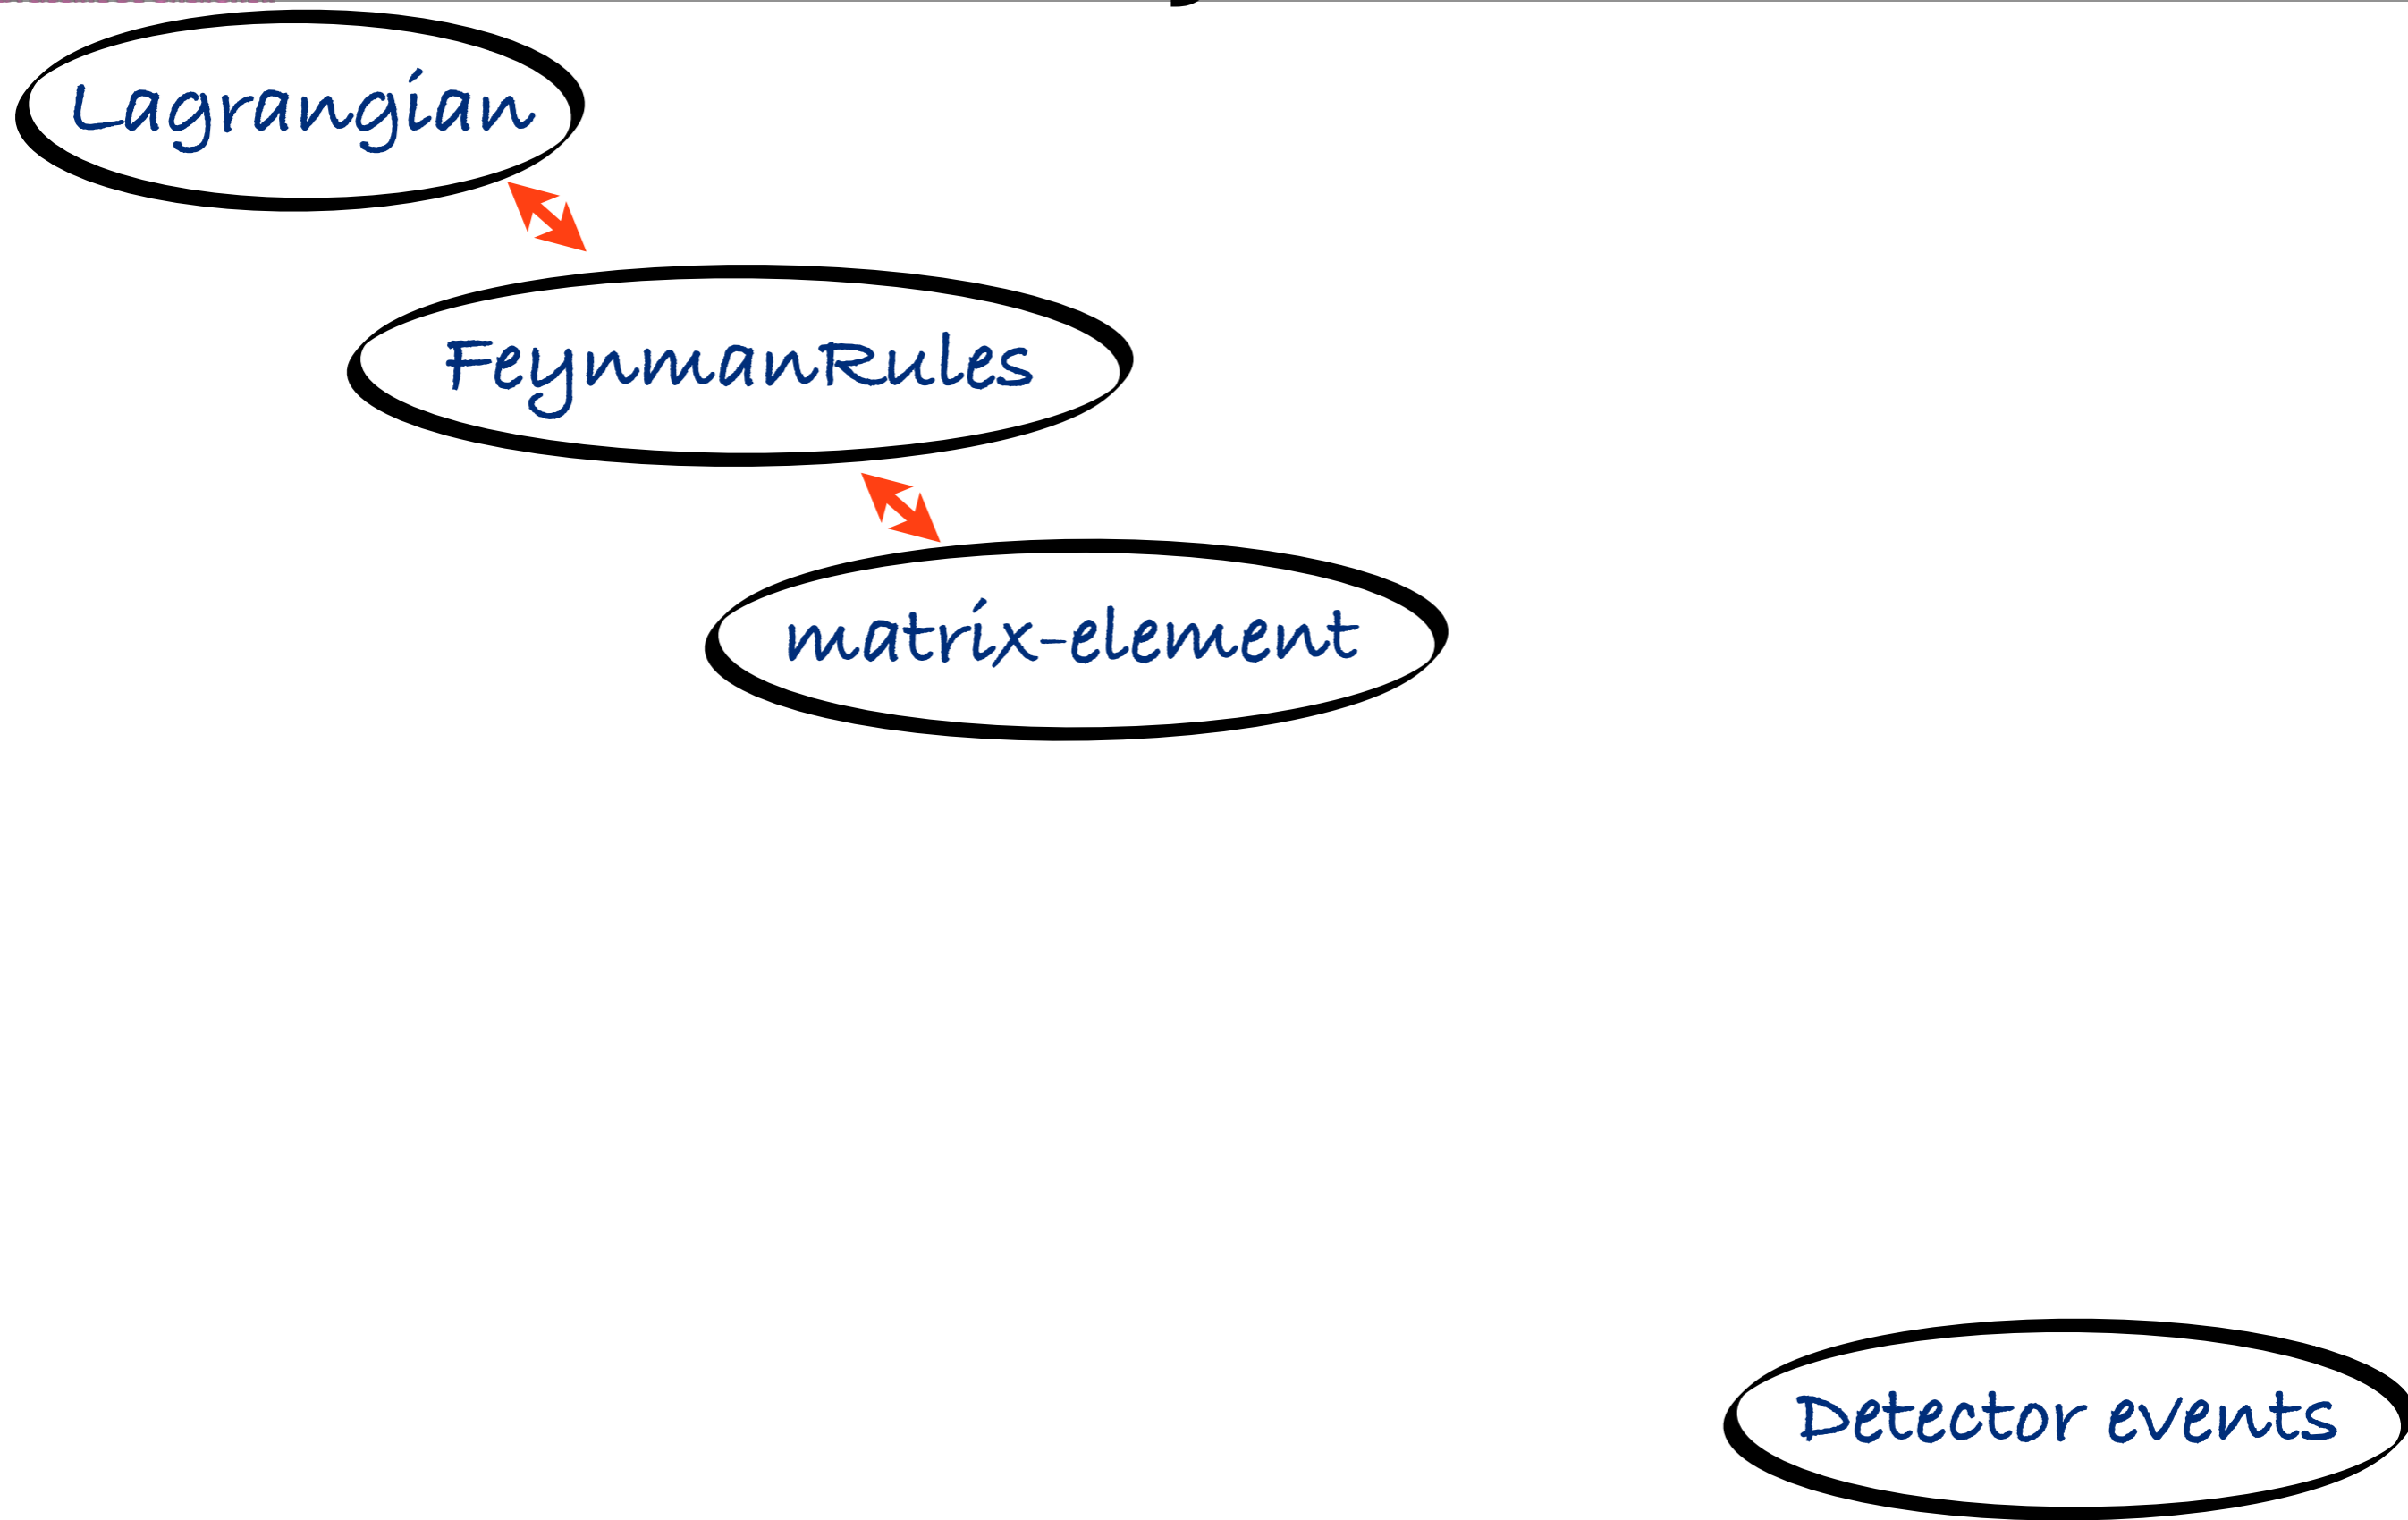 Lagrangian
FeynmanRules
matrix-element
Detector events